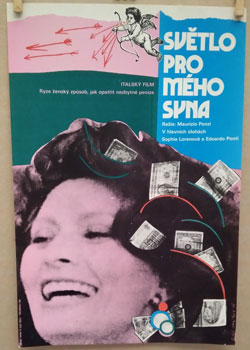 SVĚTLO
PRO
MÉHO
SYNA
ITALSKÝ FILM
Ryze ženský způsob, jak opatřit nezbytné peníze
Režie: Maurizio Ponzi
V hlavních úlohách
Sophia Lorenová a Edoardo Ponti